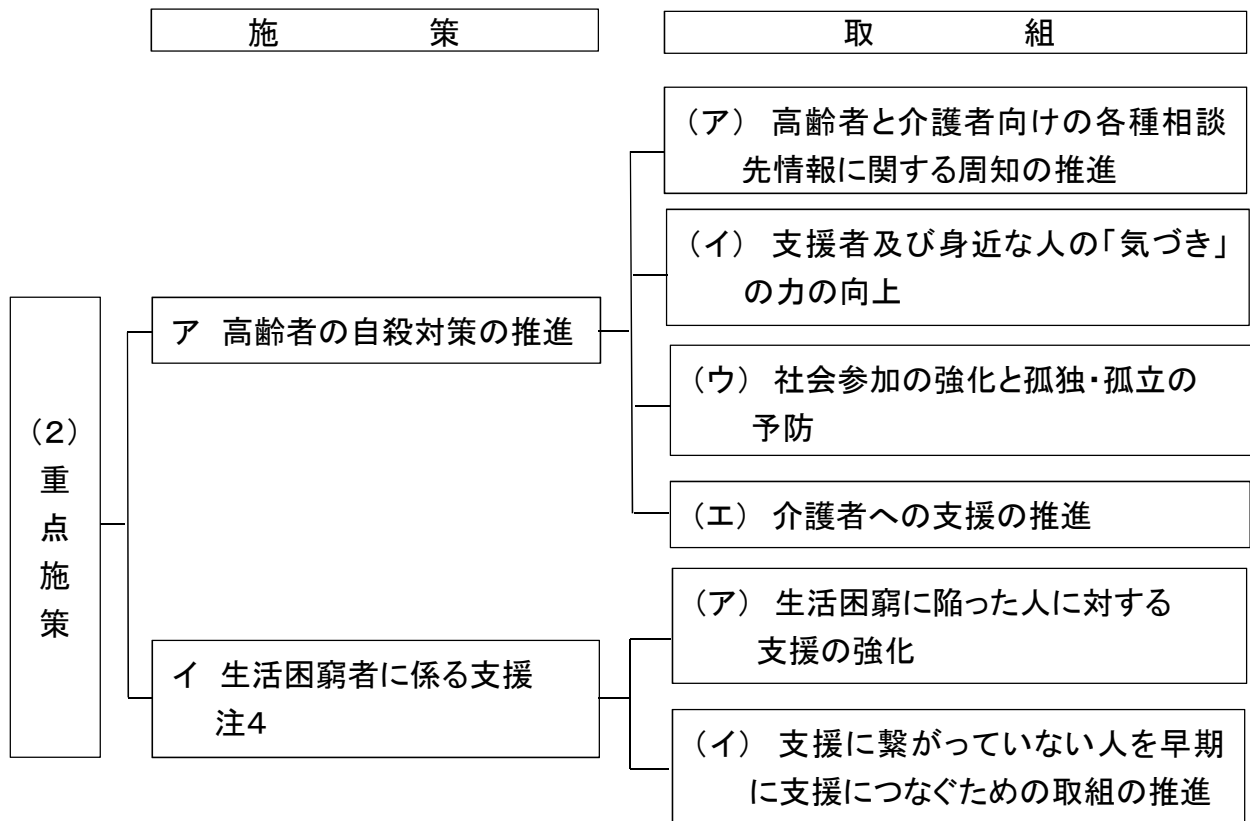 施策
取組
(2)重点施策
ア 高齢者の自殺対策の推進
(ア) 高齢者と介護者向けの各種相談
先情報に関する周知の推進
(イ) 支援者及び身近な人の「気づき」
の力の向上
(ウ) 社会参加の強化と孤独・孤立の
予防
(エ) 介護者への支援の推進
イ 生活困窮者に係る支援
注4
(ア) 生活困窮に陥った人に対する
支援の強化
(イ) 支援に繋がっていない人を早期
に支援につなぐための取組の推進